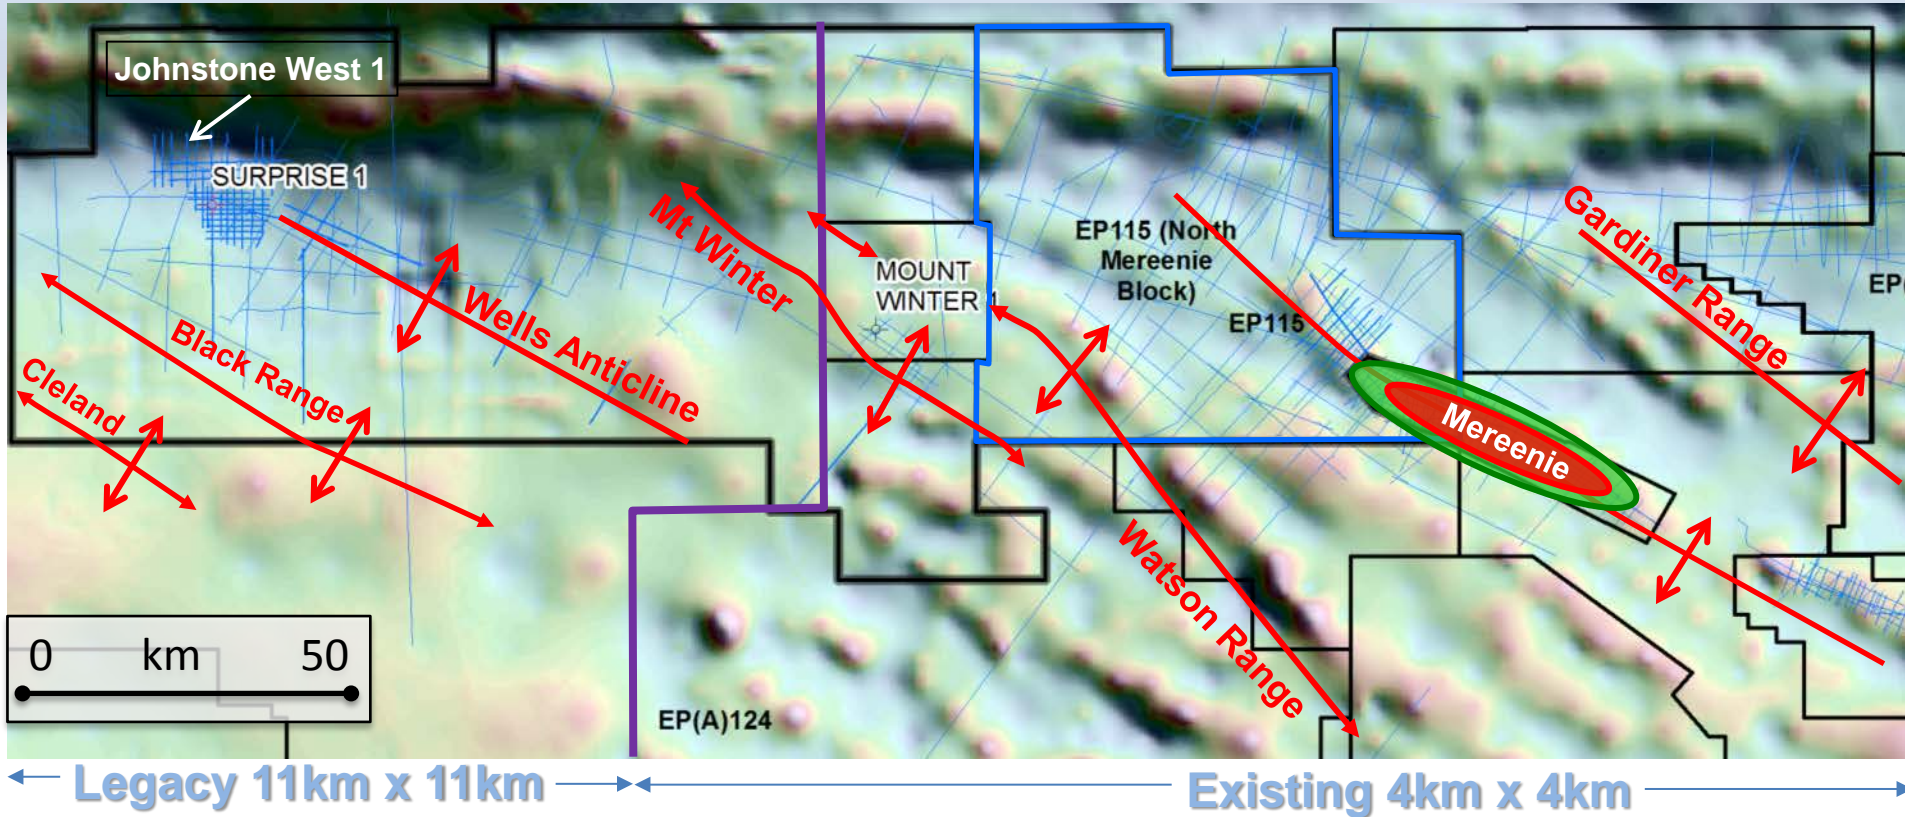 Johnstone West 1
SURPRISE 1
Mt Winter
MOUNT
WINTER 1
EP115 (North
Mereenie
Block)
EP115
Gardiner Range
EP(
Wells Anticline
Black Range
Cleland
Mereenie
Watson Range
0 km 50
EP(A)124
Legacy 11km x 11km
Existing 4km x 4km